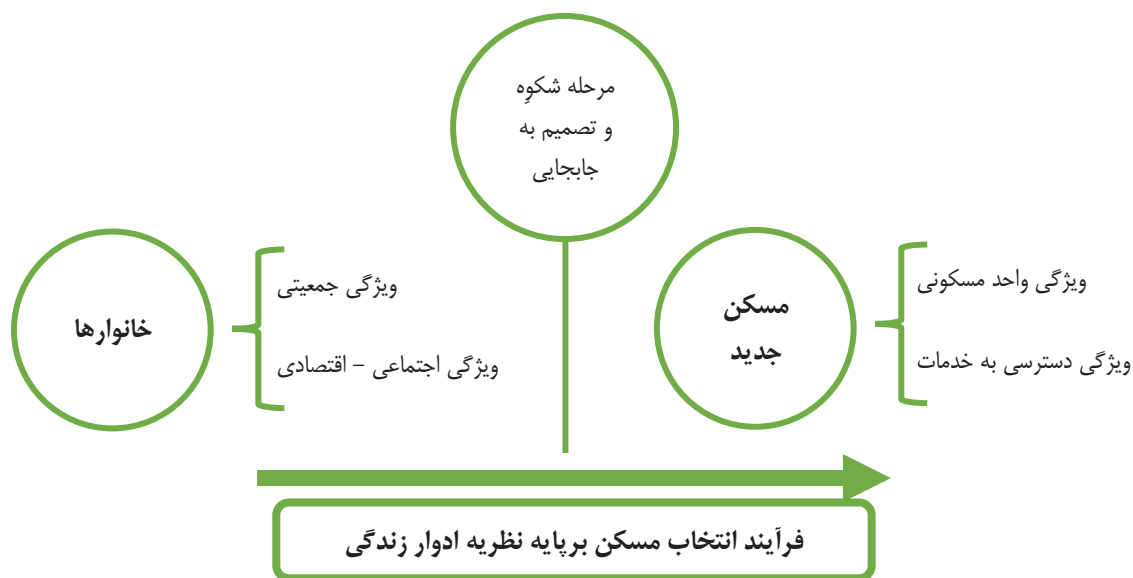 مرحله شکوِه
و تصمیم به
جابجایی
خانوارها
ویژگی جمعیتی
ویژگی اجتماعی – اقتصادی
مسکن
جدید
ویژگی واحد مسکونی
ویژگی دسترسی به خدمات
فرآیند انتخاب مسکن برپایه نظریه ادوار زندگی